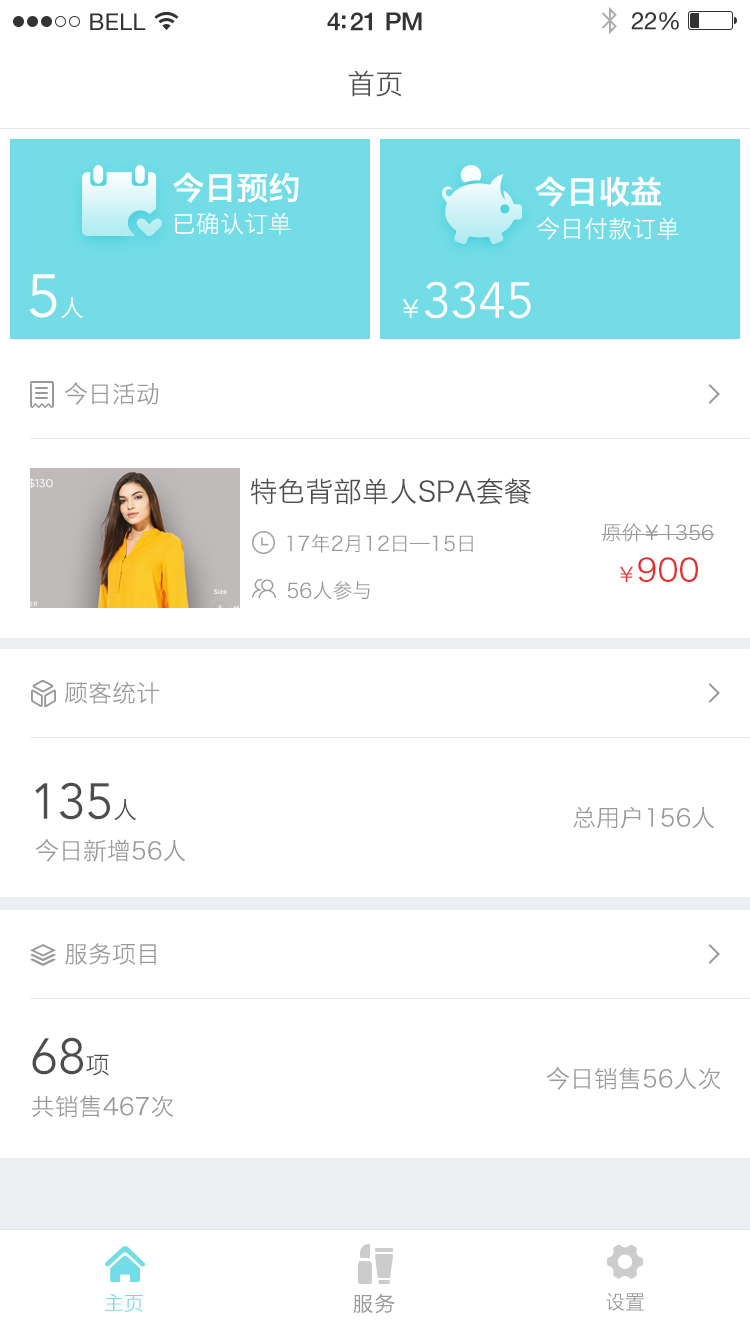 BELL 4:21 PM 22%
首页
今日预约
已确认订单
5人
今日收益
今日付款订单
￥3345
今日活动
$130
Size
特色背部单人SPA套餐
17年2月12日—15日
56人参与
原价￥1356
￥900
顾客统计
135人
今日新增56人
总用户156人
服务项目
68项
共销售467次
今日销售56人次
主页
服务
设置